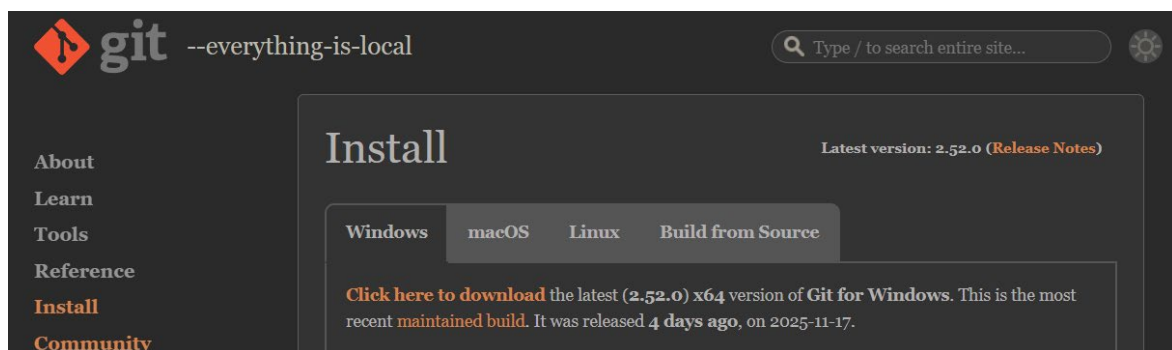 git --everything-is-local
Type / to search entire site...
About
Learn
Tools
Reference
Install
Community
Install
Latest version: 2.52.0 (Release Notes)
Windows macOS Linux Build from Source
Click here to download the latest (2.52.0) x64 version of Git for Windows. This is the most
recent maintained build. It was released 4 days ago, on 2025-11-17.